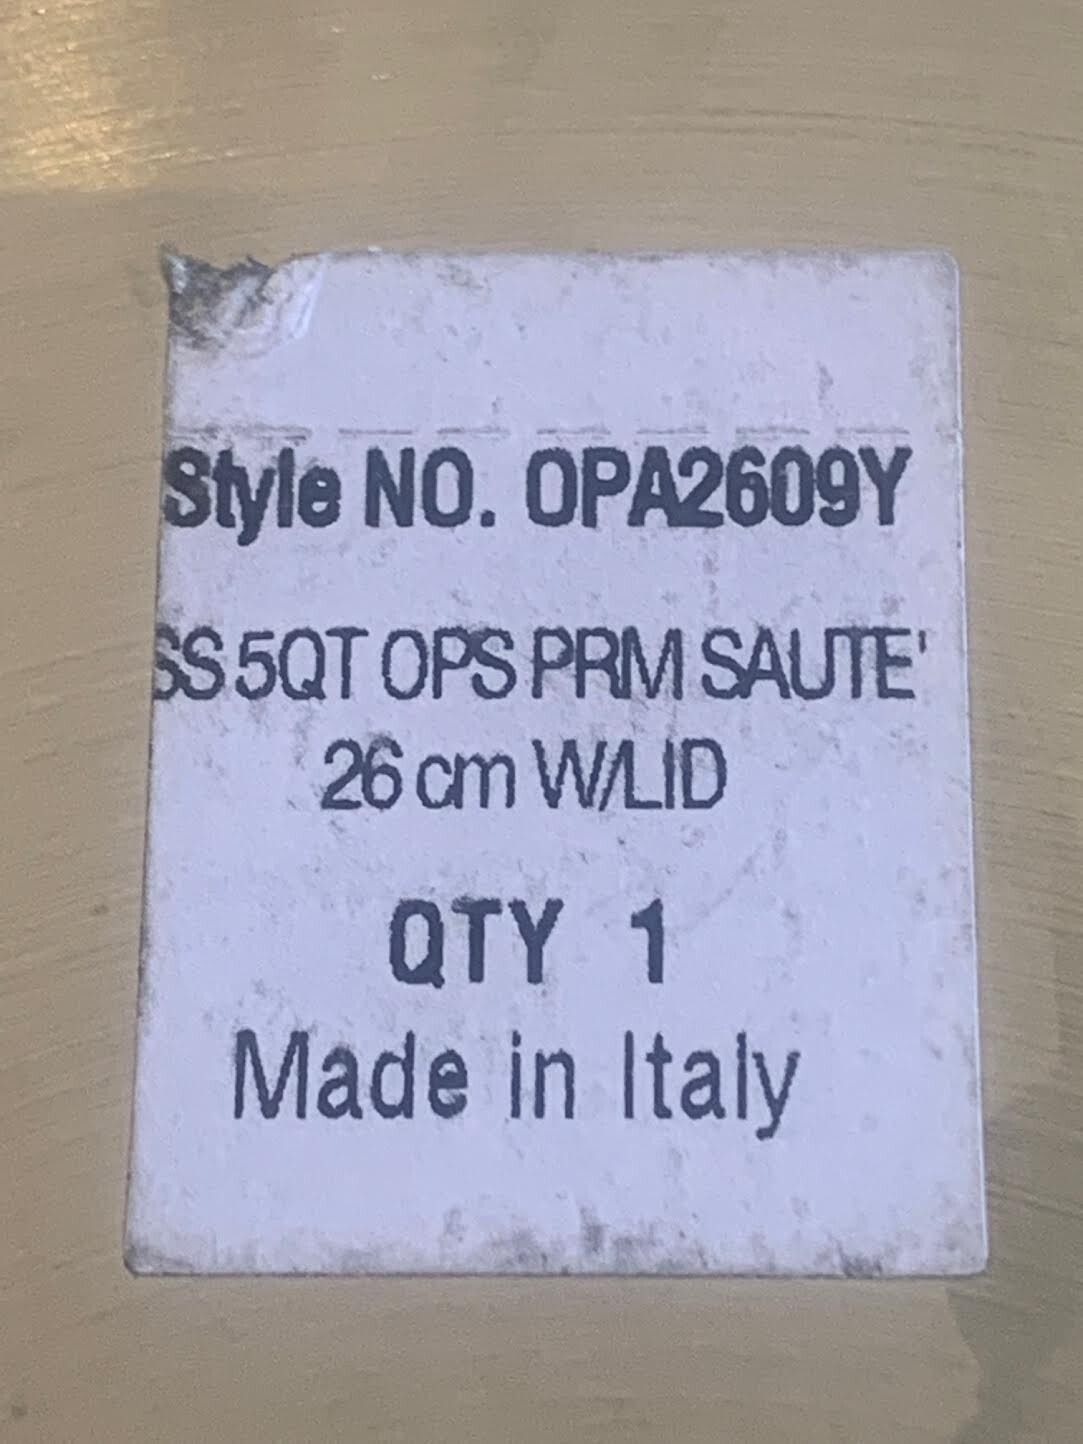 Style NO. OPA2609Y
SS 5QT OPS PRM SAUTE'
26 cm W/LID
QTY 1
Made in Italy